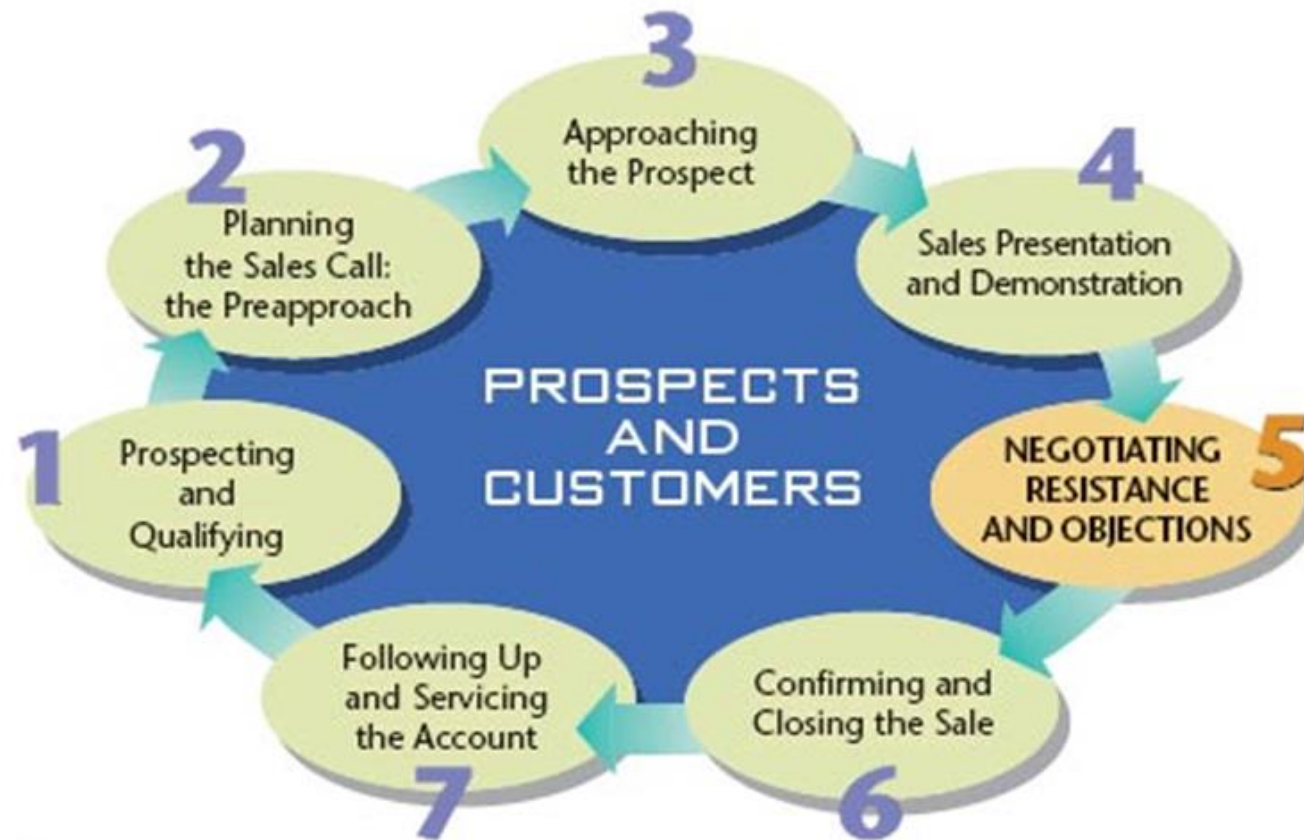 3
Approaching
the Prospect
2
Planning
the Sales Call:
the Preapproach
4
Sales Presentation
and Demonstration
PROSPECTS
AND
CUSTOMERS
1
Prospecting
and
Qualifying
5
NEGOTIATING
RESISTANCE
AND OBJECTIONS
Following Up
and Servicing
the Account
7
Confirming and
Closing the Sale
6